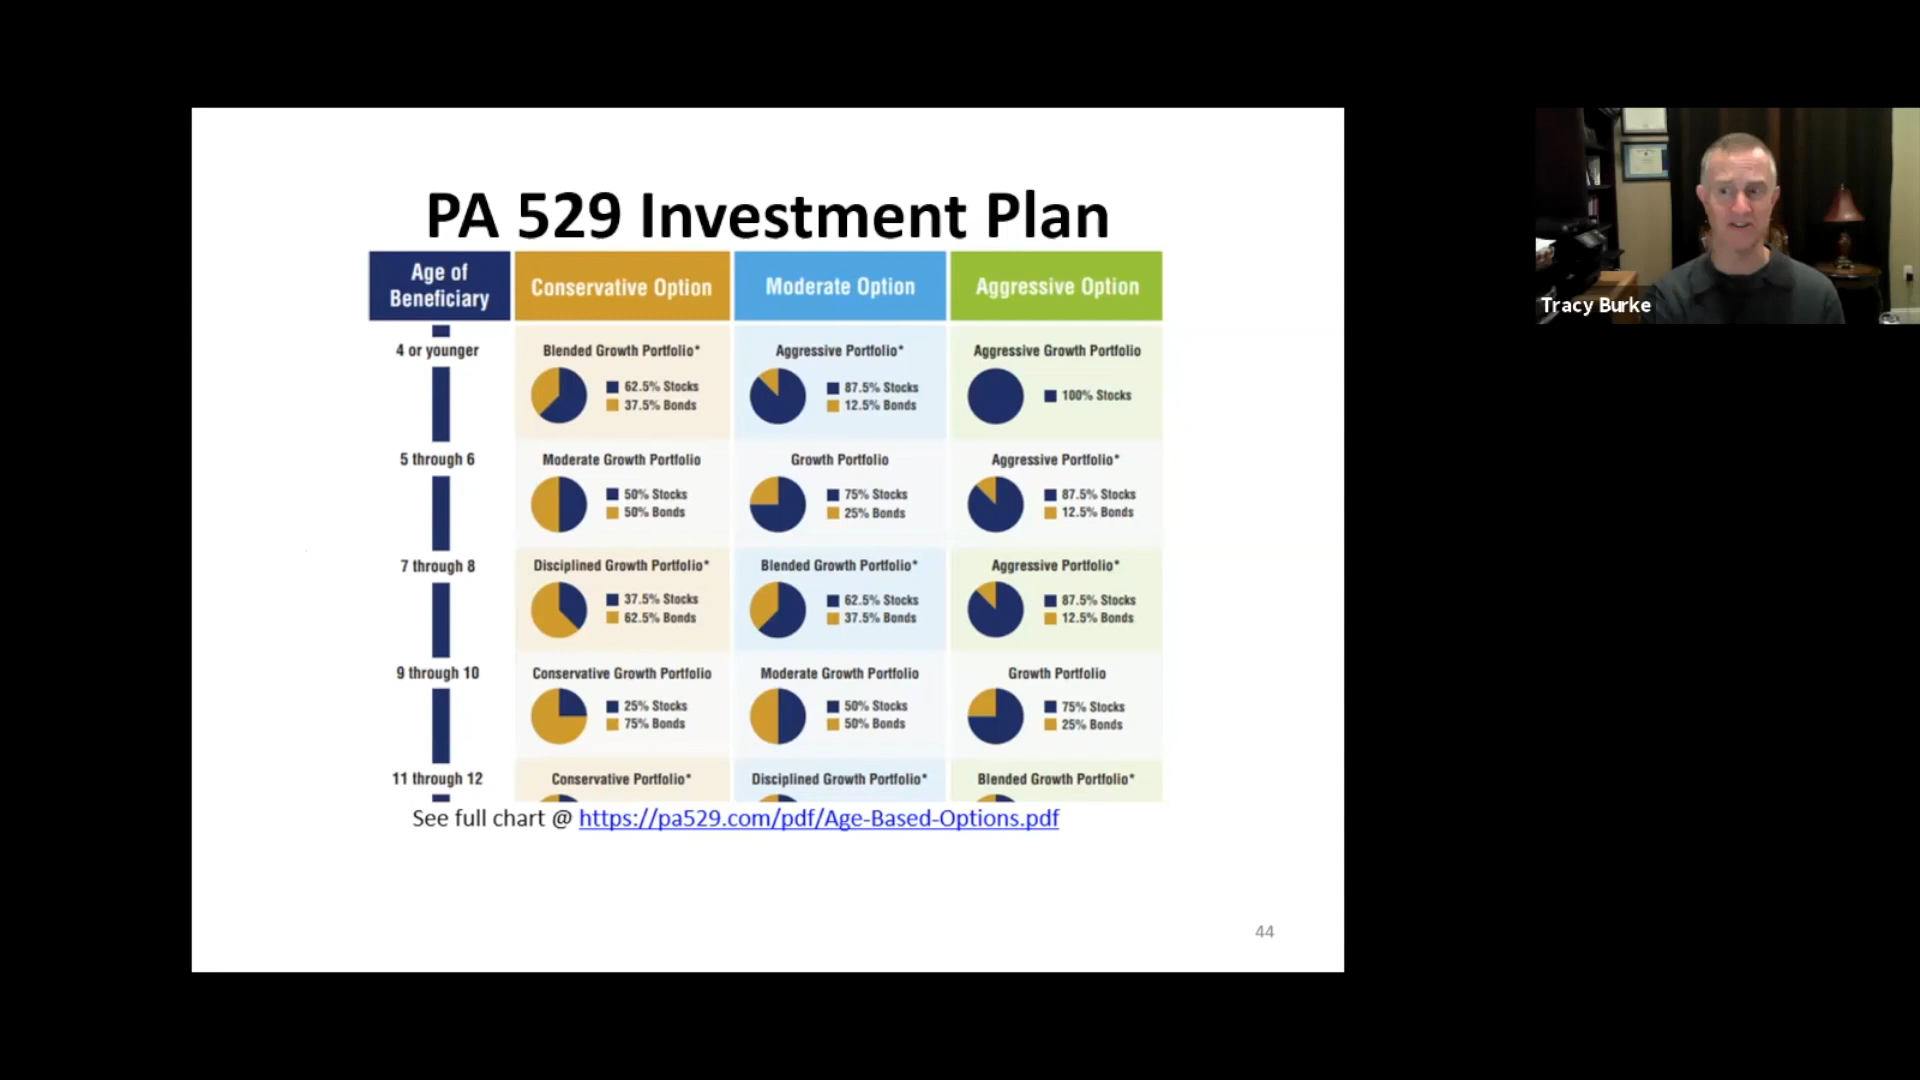 PA 529 Investment Plan
Age of
Beneficiary
Conservative Option
Moderate Option
Aggressive Option
4 or younger
Blended Growth Portfolio*
62.5% Stocks
37.5% Bonds
Aggressive Portfolio*
87.5% Stocks
12.5% Bonds
Aggressive Growth Portfolio
100% Stocks
5 through 6
Moderate Growth Portfolio
50% Stocks
50% Bonds
Growth Portfolio
75% Stocks
25% Bonds
Aggressive Portfolio*
87.5% Stocks
12.5% Bonds
7 through 8
Disciplined Growth Portfolio*
37.5% Stocks
62.5% Bonds
Blended Growth Portfolio*
62.5% Stocks
37.5% Bonds
Aggressive Portfolio*
87.5% Stocks
12.5% Bonds
9 through 10
Conservative Growth Portfolio
25% Stocks
75% Bonds
Moderate Growth Portfolio
50% Stocks
50% Bonds
Growth Portfolio
75% Stocks
25% Bonds
11 through 12
Conservative Portfolio*
Disciplined Growth Portfolio*
Blended Growth Portfolio*
See full chart @ https://pa529.com/pdf/Age-Based-Options.pdf
44
Tracy Burke